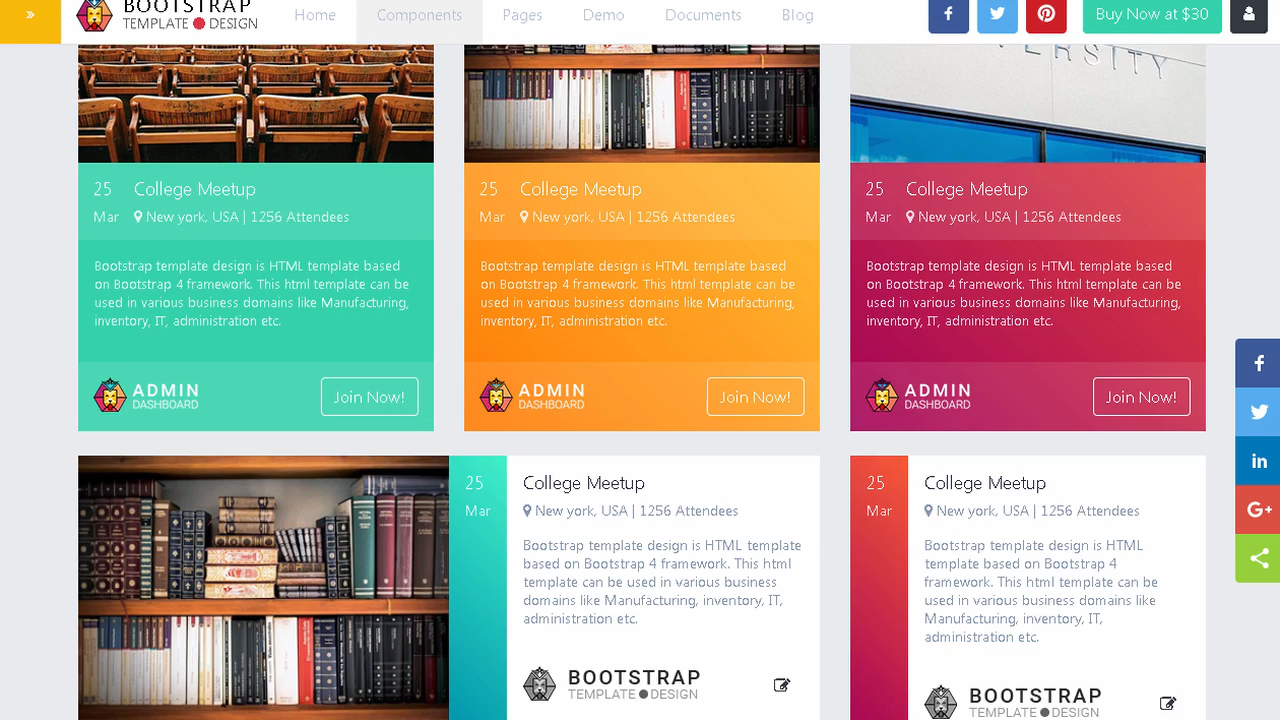 BOOTSTRAP
TEMPLATE DESIGN
Home
Components
Pages
Demo
Documents
Blog
Buy Now at $30
ERSITY
25 College Meetup
Mar New york, USA | 1256 Attendees
Bootstrap template design is HTML template based
on Bootstrap 4 framework. This html template can be
used in various business domains like Manufacturing,
inventory, IT, administration etc.
ADMIN
DASHBOARD
Join Now!
25 College Meetup
Mar New york, USA | 1256 Attendees
Bootstrap template design is HTML template based
on Bootstrap 4 framework. This html template can be
used in various business domains like Manufacturing,
inventory, IT, administration etc.
ADMIN
DASHBOARD
Join Now!
25 College Meetup
Mar New york, USA | 1256 Attendees
Bootstrap template design is HTML template based
on Bootstrap 4 framework. This html template can be
used in various business domains like Manufacturing,
inventory, IT, administration etc.
ADMIN
DASHBOARD
Join Now!
25
Mar
College Meetup
New york, USA | 1256 Attendees
Bootstrap template design is HTML template
based on Bootstrap 4 framework. This html
template can be used in various business
domains like Manufacturing, inventory, IT,
administration etc.
BOOTSTRAP
TEMPLATE DESIGN
25
Mar
College Meetup
New york, USA | 1256 Attendees
Bootstrap template design is HTML
template based on Bootstrap 4
framework. This html template can be
used in various business domains like
Manufacturing, inventory, IT,
administration etc.
BOOTSTRAP
TEMPLATE DESIGN